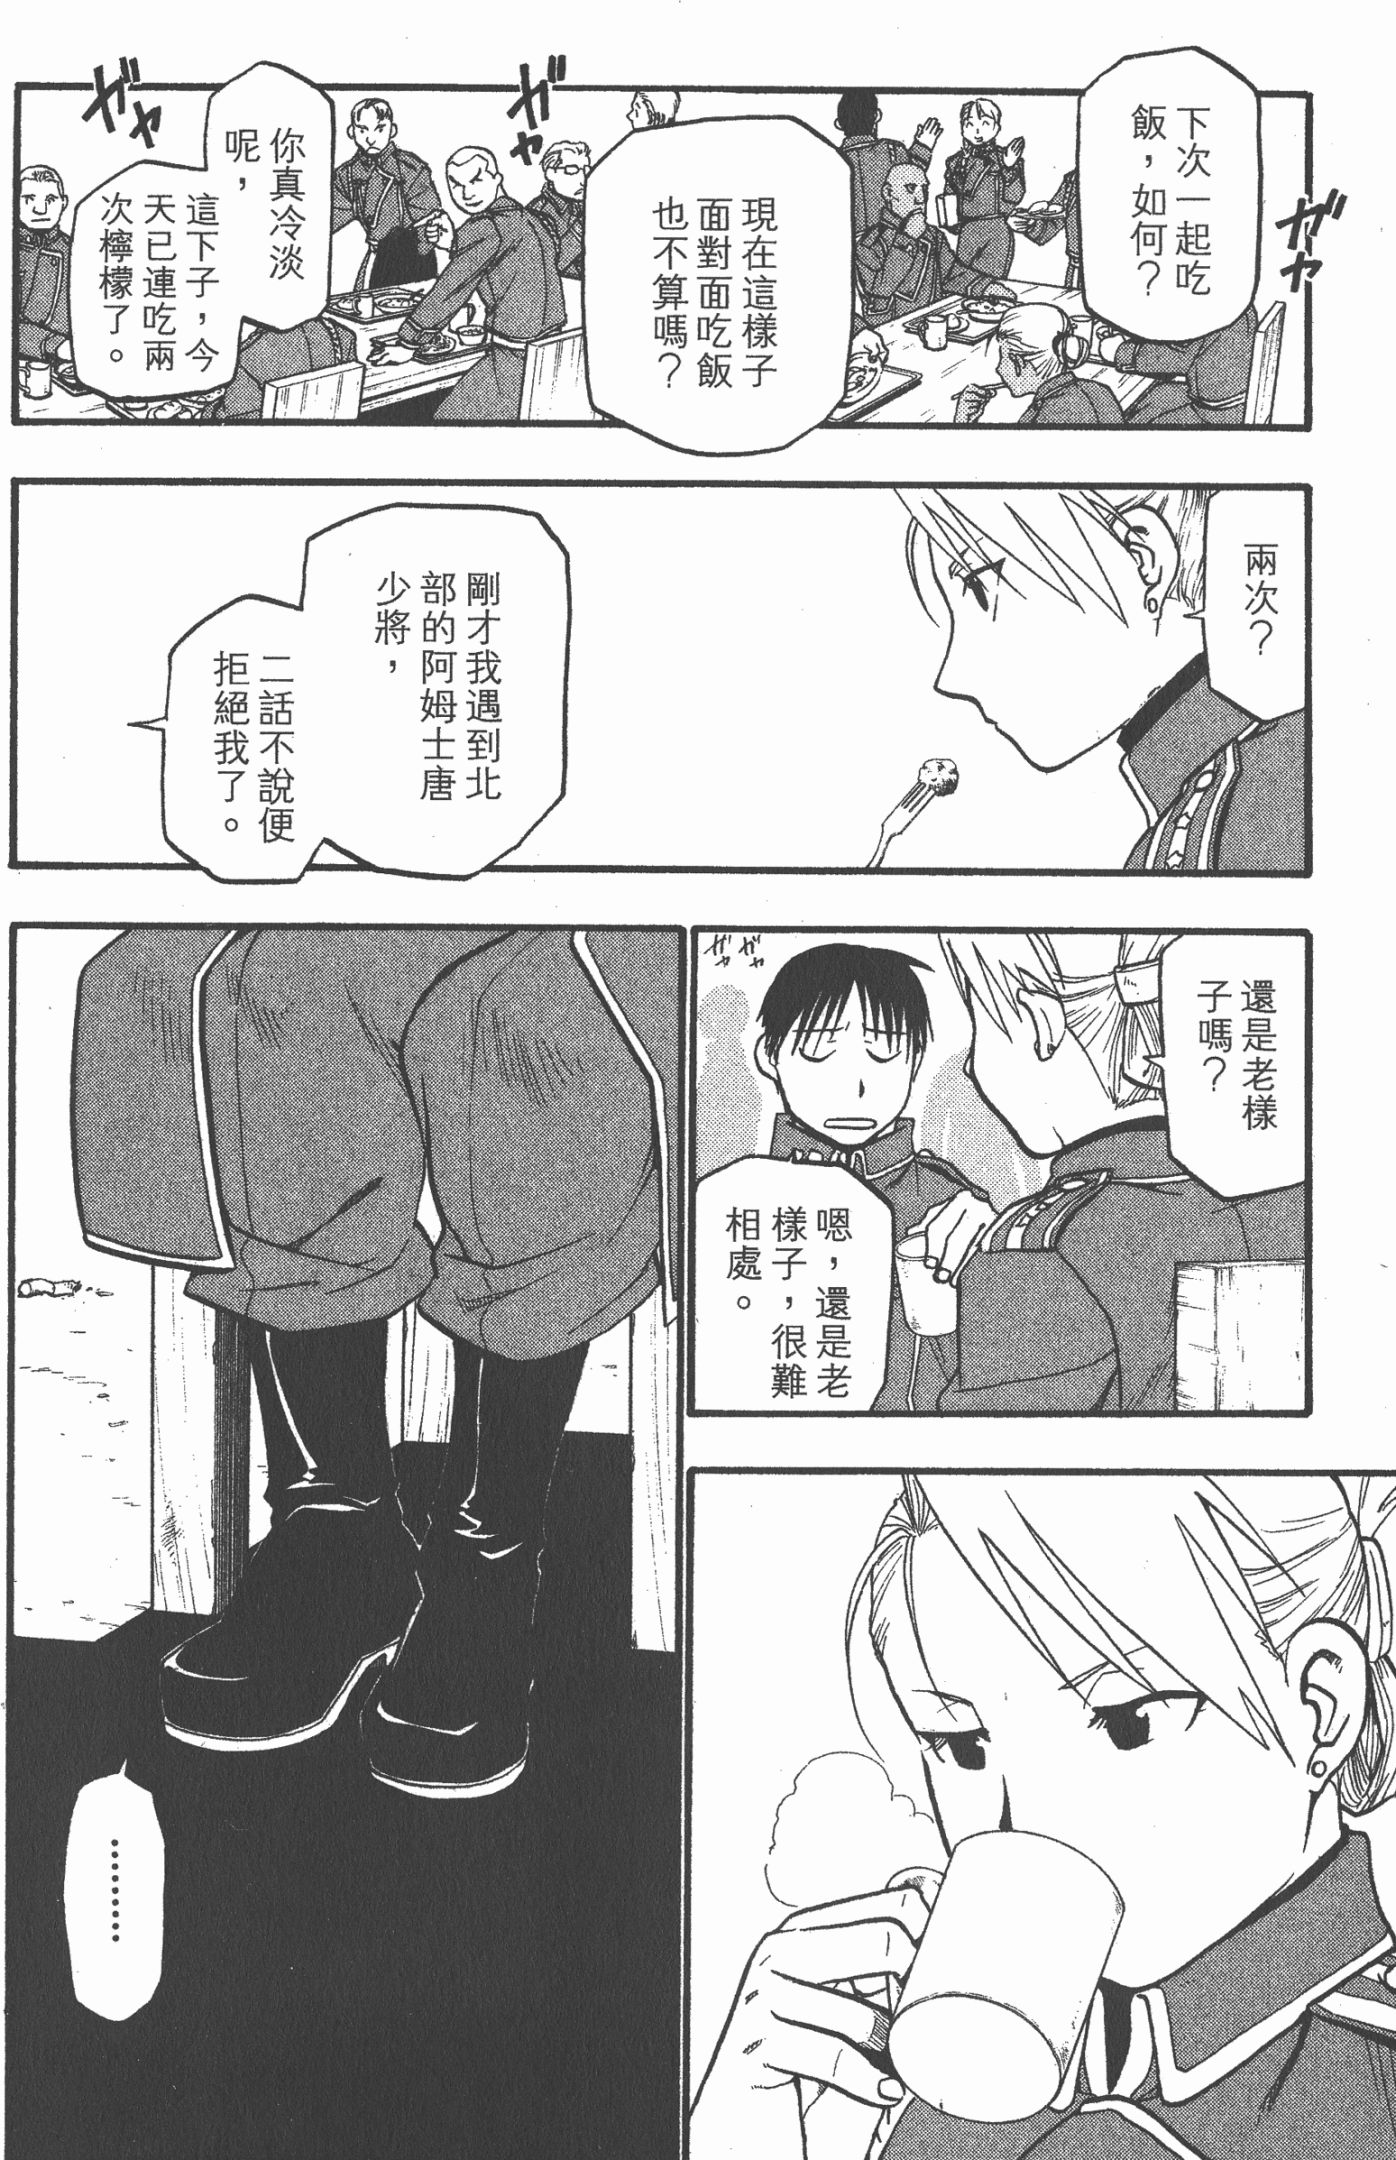 下次一起吃
飯，如何？
現在這樣子
面對面吃飯
也不算嗎？
你真冷淡
呢，
這下子，今
天已連吃兩
次檸檬了。
ガヤ
ガヤ
ガヤ
兩次？
剛才我遇到北
部的阿姆士唐
少將，
二話不說便
拒絕我了。
還是老樣
子嗎？
嗯，還是老
樣子，很難
相處。
ガヤ
ガヤ
………